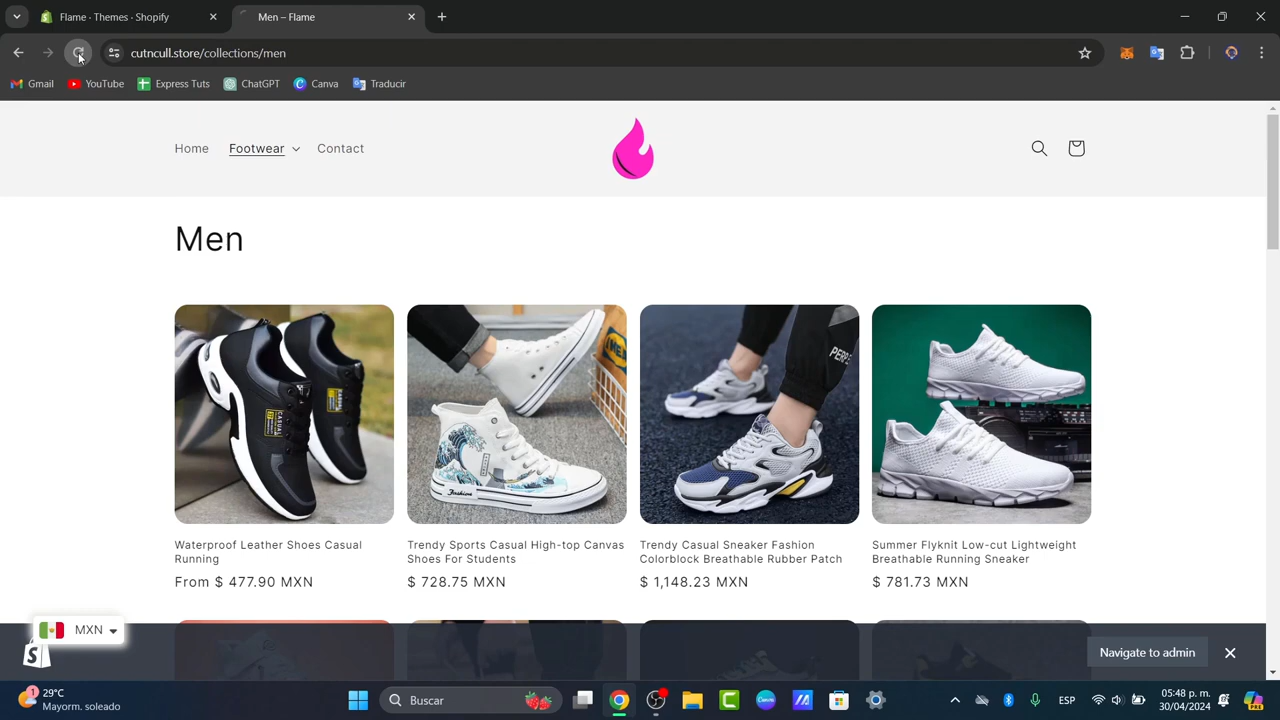 Flame · Themes · Shopify
Men – Flame
cutncull.store/collections/men
Gmail
YouTube
Express Tuts
ChatGPT
Canva
Traducir
Home
Footwear
Contact
Men
PERF
Fashion
Waterproof Leather Shoes Casual
Running
From $ 477.90 MXN
Trendy Sports Casual High-top Canvas
Shoes For Students
$ 728.75 MXN
Trendy Casual Sneaker Fashion
Colorblock Breathable Rubber Patch
$ 1,148.23 MXN
Summer Flyknit Low-cut Lightweight
Breathable Running Sneaker
$ 781.73 MXN
MXN
Navigate to admin
1
29°C
Mayorm. soleado
Buscar
ESP
05:48 p. m.
30/04/2024